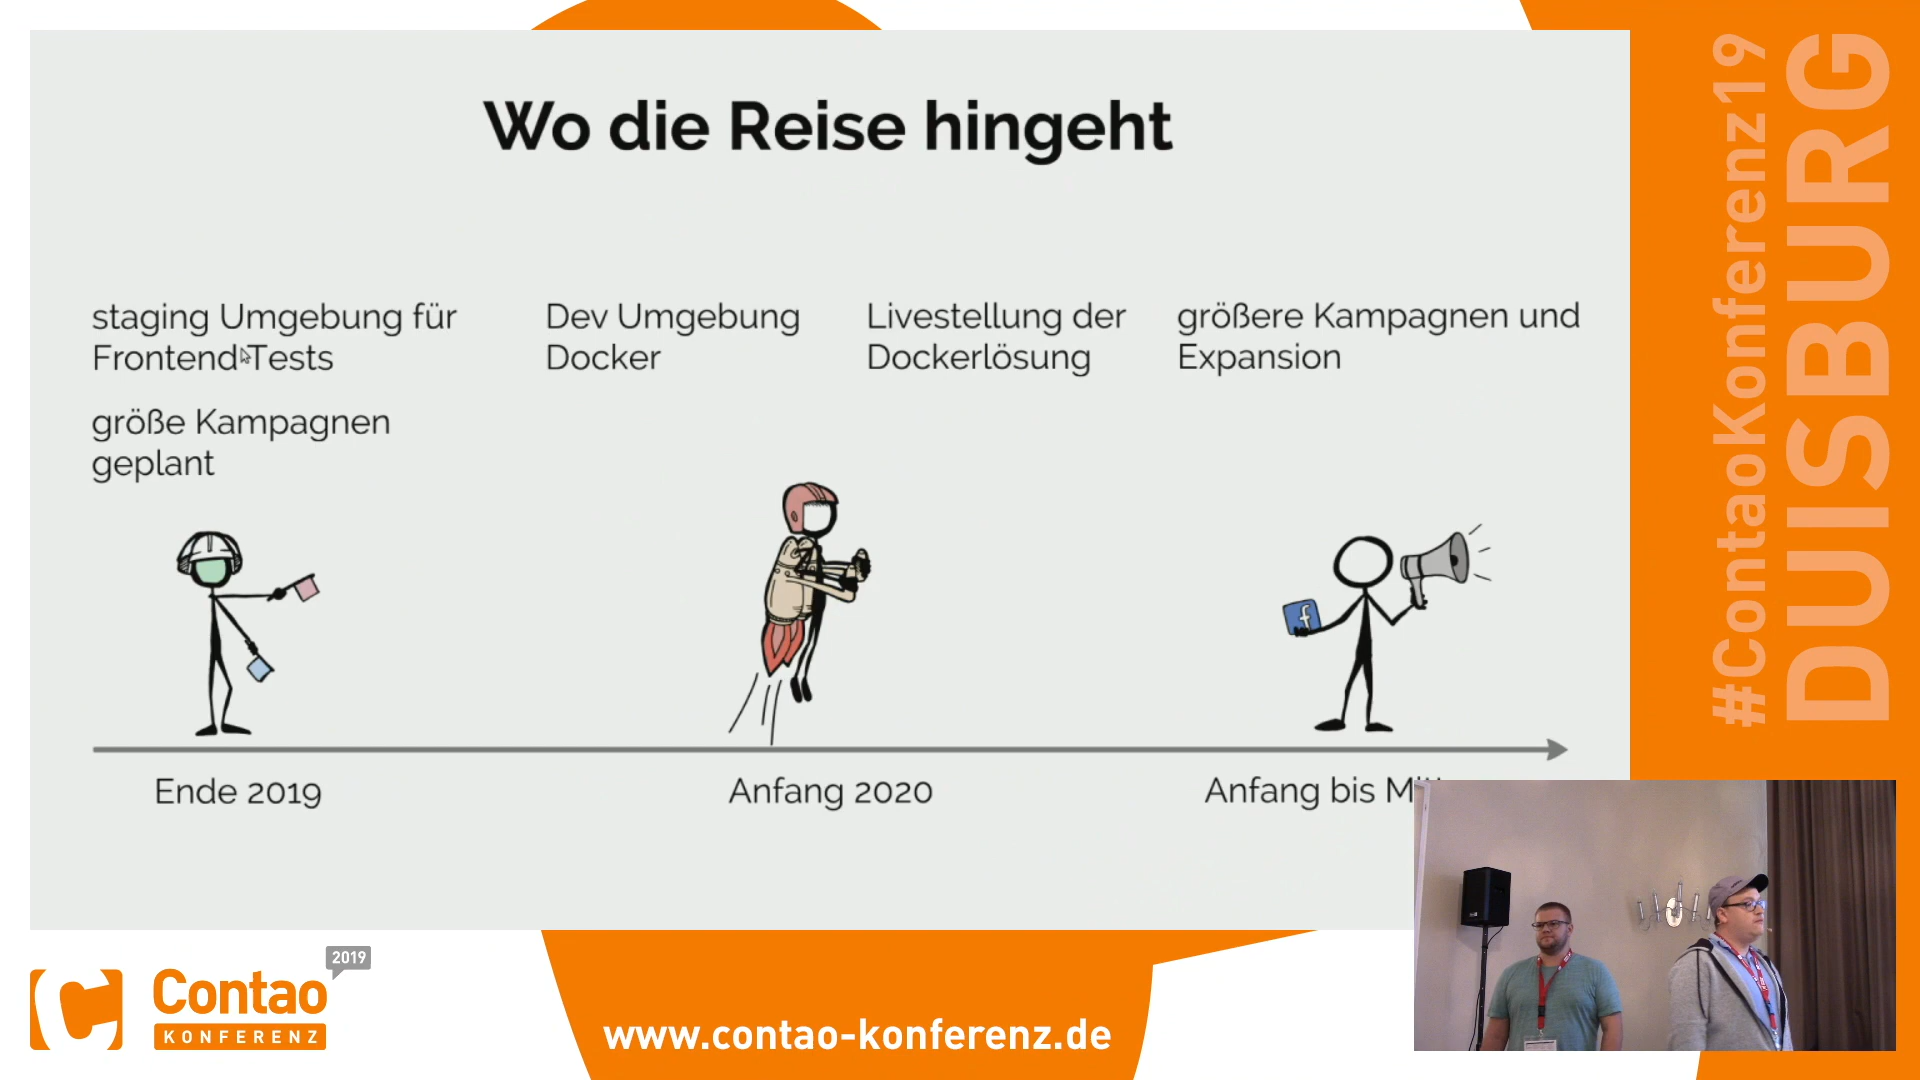 Wo die Reise hingeht
staging Umgebung für
Frontend-Tests
größe Kampagnen
geplant
Dev Umgebung
Docker
Livestellung der
Dockerlösung
größere Kampagnen und
Expansion
f
Ende 2019
Anfang 2020
Anfang bis
#ContaoKonferenz19
DUISBURG
2019
Contao
KONFERENZ
www.contao-konferenz.de